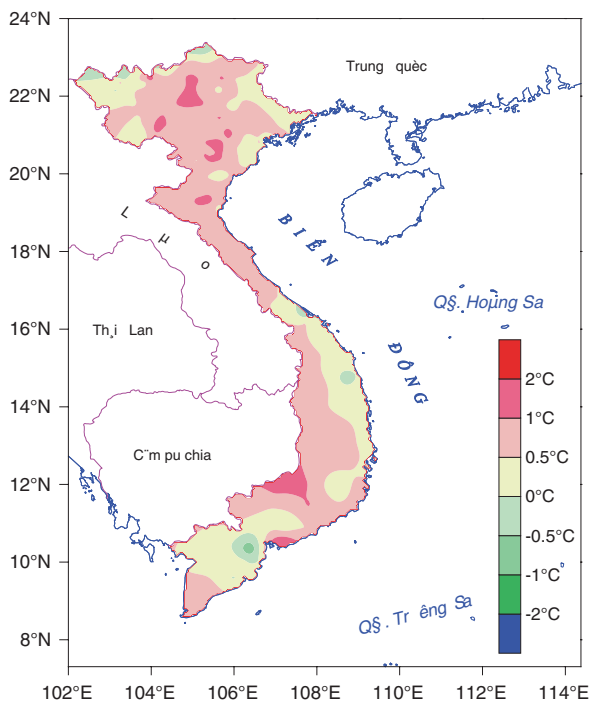 24°N
22°N
20°N
18°N
16°N
14°N
12°N
10°N
8°N
Trung quèc
L µ o
BIÊN
Q§. Hoµng Sa
Th¸i Lan
ĐÔNG
C¨m pu chia
Q§. Tr êng Sa
2°C
1°C
0.5°C
0°C
-0.5°C
-1°C
-2°C
102°E 104°E 106°E 108°E 110°E 112°E 114°E